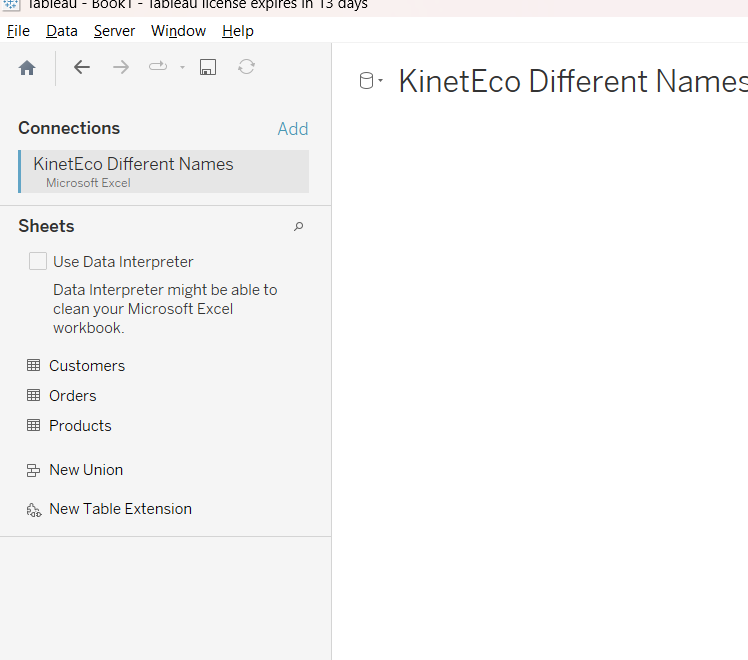 Tableau - Book1 - Tableau license expires in 13 days
File Data Server Window Help
KinetEco Different Names
Connections Add
KinetEco Different Names
Microsoft Excel
Sheets
Use Data Interpreter
Data Interpreter might be able to
clean your Microsoft Excel
workbook.
Customers
Orders
Products
New Union
New Table Extension